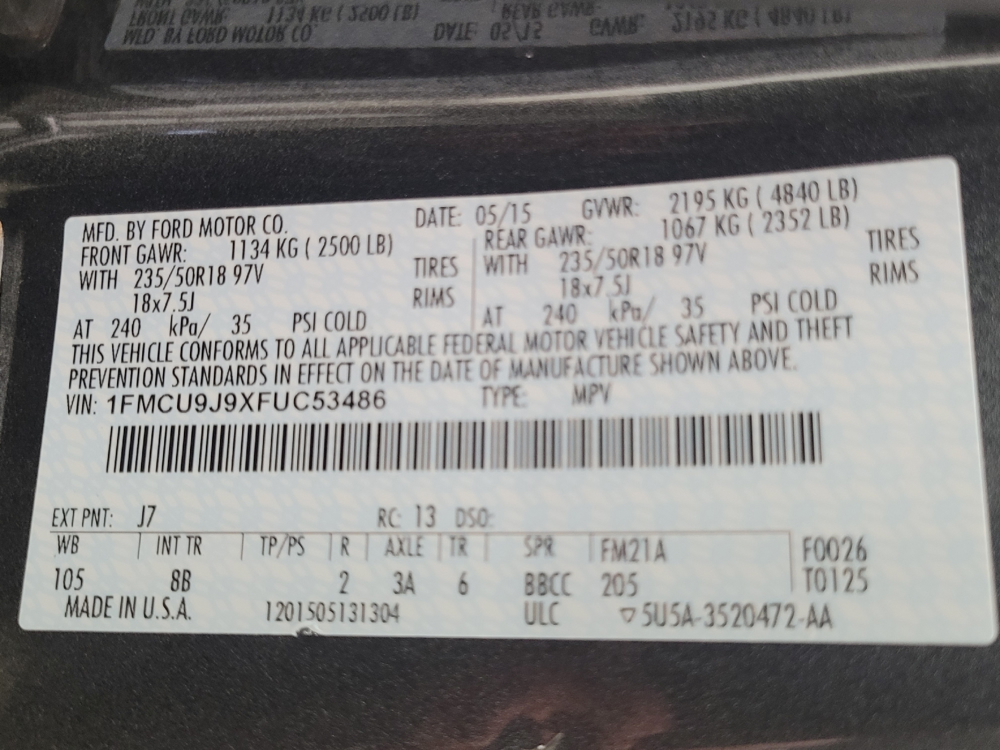 MFD. BY FORD MOTOR CO. DATE: 05/15 GVWR: 2195 KG ( 4840 LB)
FRONT GAWR: 1134 KG ( 2500 LB) REAR GAWR: 1067 KG ( 2352 LB)
WITH 235/50R18 97V TIRES WITH 235/50R18 97V TIRES
18x7.5J RIMS 18x7.5J RIMS
AT 240 kPa/ 35 PSI COLD AT 240 kPa/ 35 PSI COLD
THIS VEHICLE CONFORMS TO ALL APPLICABLE FEDERAL MOTOR VEHICLE SAFETY AND THEFT
PREVENTION STANDARDS IN EFFECT ON THE DATE OF MANUFACTURE SHOWN ABOVE.
VIN: 1FMCU9J9XFUC53486 TYPE: MPV
EXT PNT: J7 RC: 13 DSO:
WB INT TR TP/PS R AXLE TR SPR FM21A F0026
105 8B 2 3A 6 BBCC 205 T0125
MADE IN U.S.A. 1201505131304 ULC ▽5U5A-3520472-AA